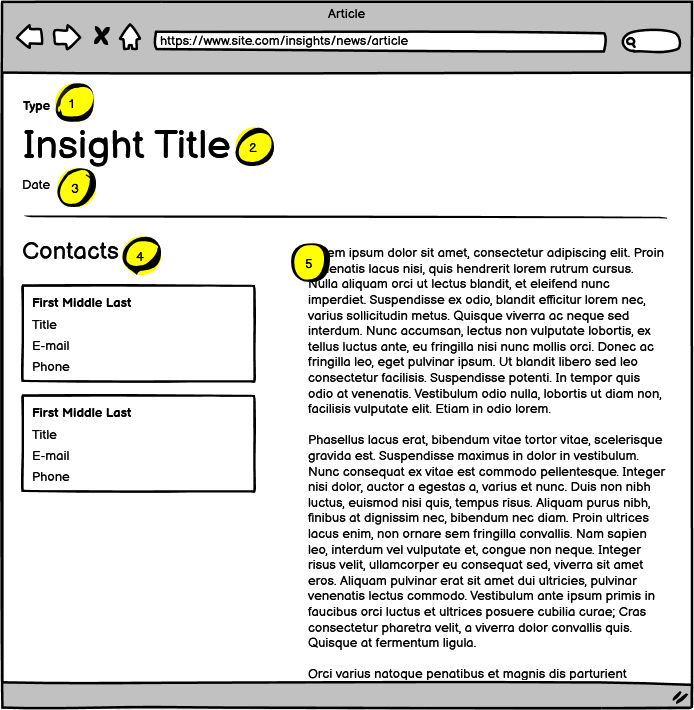 Article
https://www.site.com/insights/news/article
Type 1
Insight Title 2
Date 3
Contacts 4
First Middle Last
Title
E-mail
Phone
First Middle Last
Title
E-mail
Phone
5
em ipsum dolor sit amet, consectetur adipiscing elit. Proin
enatis lacus nisi, quis hendrerit lorem rutrum cursus.
Nulla aliquam orci ut lectus blandit, et eleifend nunc
imperdiet. Suspendisse ex odio, blandit efficitur lorem nec,
varius sollicitudin metus. Quisque viverra ac neque sed
interdum. Nunc accumsan, lectus non vulputate lobortis, ex
tellus luctus ante, eu fringilla nisi nunc mollis orci. Donec ac
fringilla leo, eget pulvinar ipsum. Ut blandit libero sed leo
consectetur facilisis. Suspendisse potenti. In tempor quis
odio at venenatis. Vestibulum odio nulla, lobortis ut diam non,
facilisis vulputate elit. Etiam in odio lorem.
Phasellus lacus erat, bibendum vitae tortor vitae, scelerisque
gravida est. Suspendisse maximus in dolor in vestibulum.
Nunc consequat ex vitae est commodo pellentesque. Integer
nisi dolor, auctor a egestas a, varius et nunc. Duis non nibh
luctus, euismod nisi quis, tempus risus. Aliquam purus nibh,
finibus at dignissim nec, bibendum nec diam. Proin ultrices
lacus enim, non ornare sem fringilla convallis. Nam sapien
leo, interdum vel vulputate et, congue non neque. Integer
risus velit, ullamcorper eu consequat sed, viverra sit amet
eros. Aliquam pulvinar erat sit amet dui ultricies, pulvinar
venenatis lectus commodo. Vestibulum ante ipsum primis in
faucibus orci luctus et ultrices posuere cubilia curae; Cras
consectetur pharetra velit, a viverra dolor convallis quis.
Quisque at fermentum ligula.
Orci varius natoque penatibus et magnis dis parturient